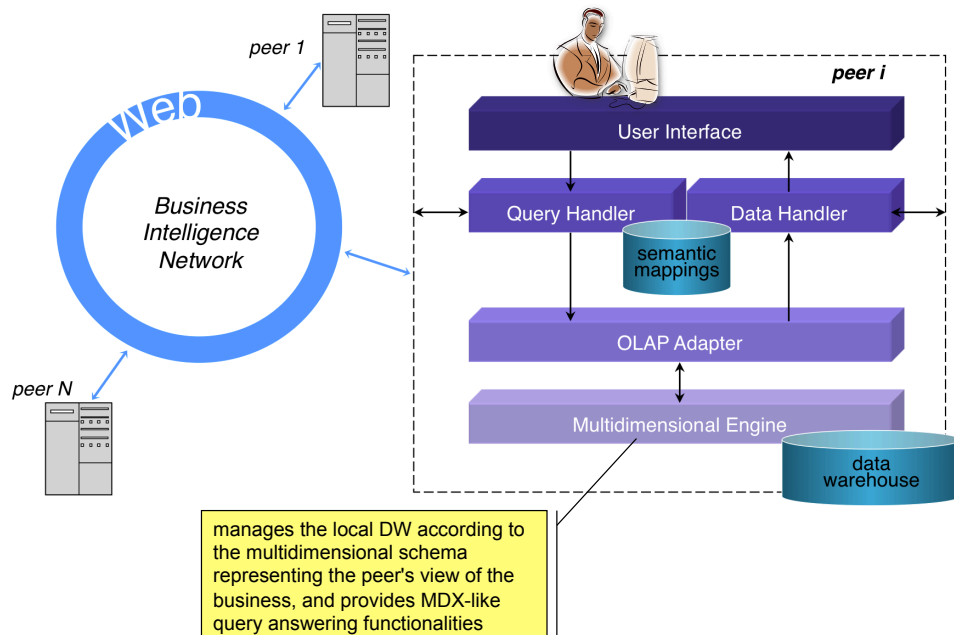 peer 1
Web
Business
Intelligence
Network
peer N
peer i
User Interface
Query Handler
Data Handler
semantic
mappings
OLAP Adapter
Multidimensional Engine
data
warehouse
manages the local DW according to
the multidimensional schema
representing the peer's view of the
business, and provides MDX-like
query answering functionalities